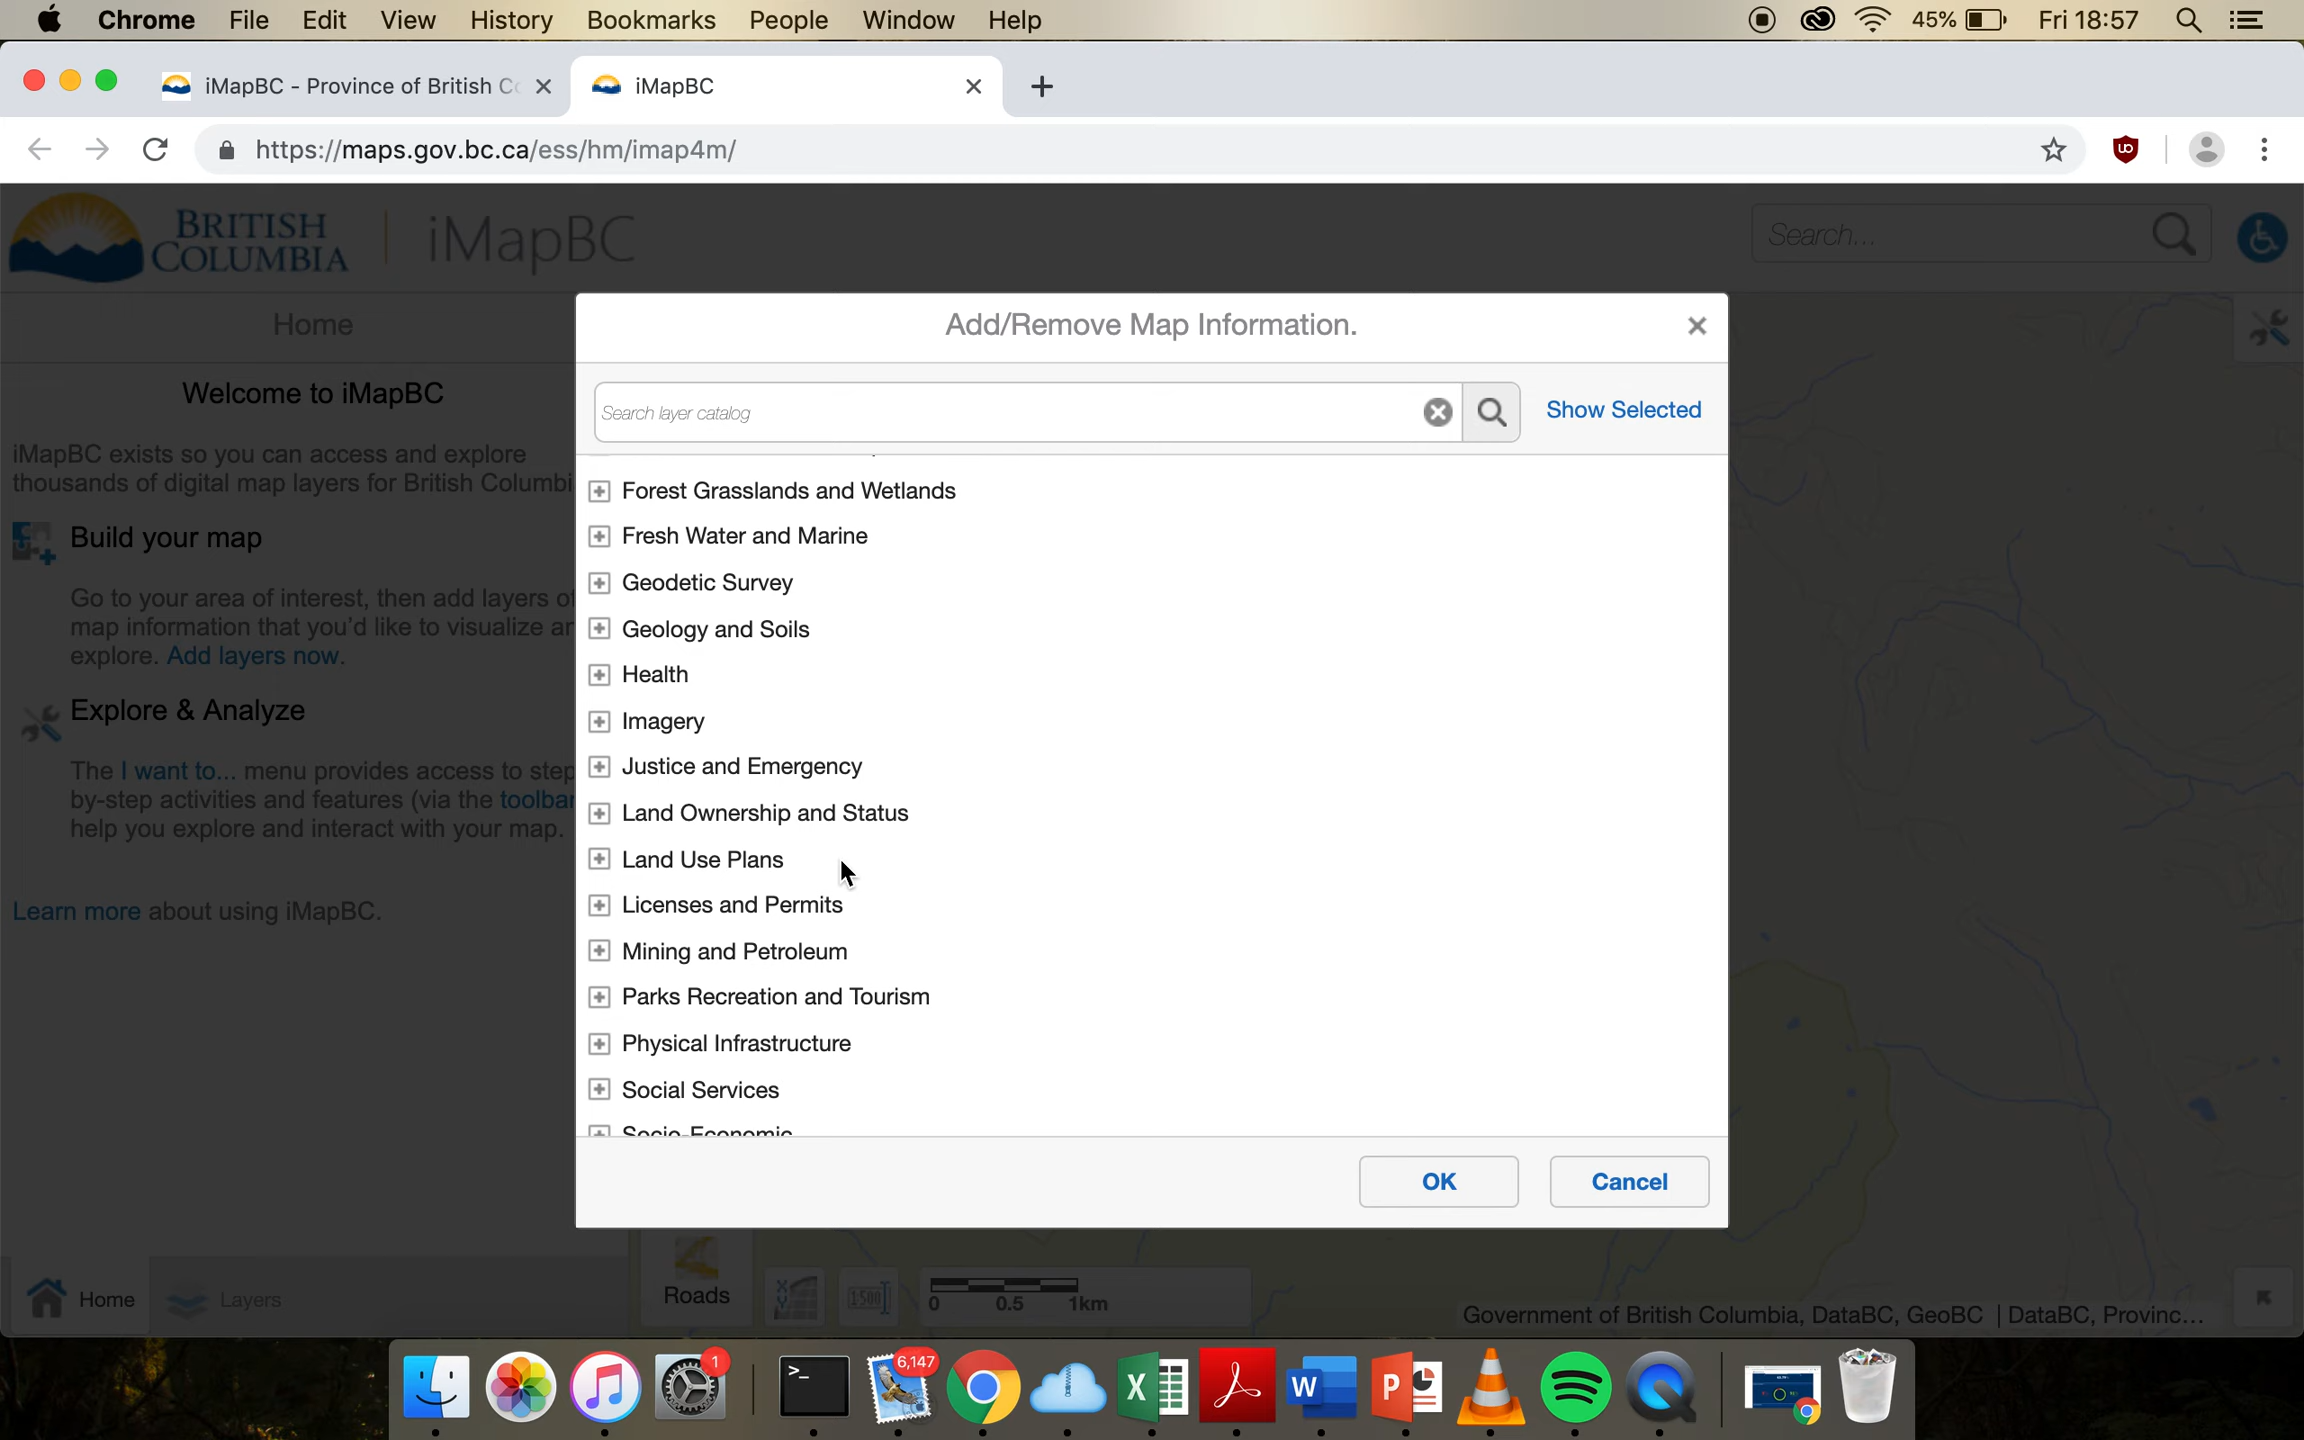 Chrome File Edit View History Bookmarks People Window Help 45% Fri 18:57
iMapBC - Province of British Co
iMapBC
https://maps.gov.bc.ca/ess/hm/imap4m/
BRITISH
COLUMBIA
iMapBC
Search...
Home
Welcome to iMapBC
iMapBC exists so you can access and explore
thousands of digital map layers for British Columbi
Build your map
Go to your area of interest, then add layers of
map information that you'd like to visualize an
explore. Add layers now.
Explore & Analyze
The I want to... menu provides access to step
by-step activities and features (via the toolbar
help you explore and interact with your map.
Learn more about using iMapBC.
Add/Remove Map Information.
Search layer catalog
Show Selected
Forest Grasslands and Wetlands
Fresh Water and Marine
Geodetic Survey
Geology and Soils
Health
Imagery
Justice and Emergency
Land Ownership and Status
Land Use Plans
Licenses and Permits
Mining and Petroleum
Parks Recreation and Tourism
Physical Infrastructure
Social Services
Socio-Economic
OK Cancel
Home Layers
Roads
1:500
0 0.5 1km
Government of British Columbia, DataBC, GeoBC | DataBC, Provinc...
1
6,147